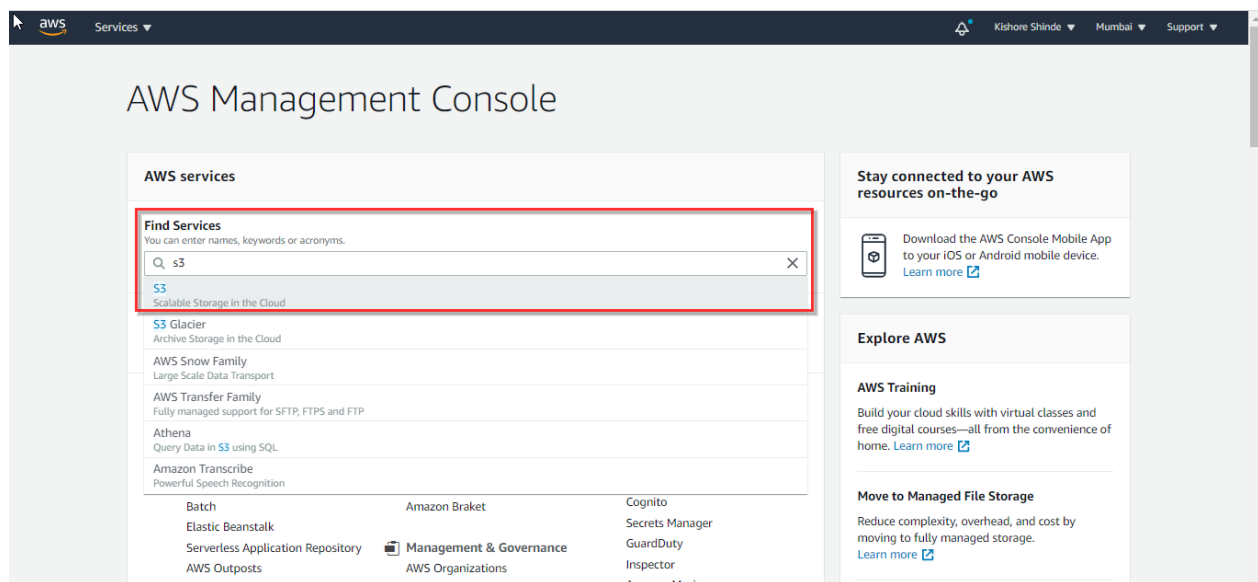 aws Services ▼ Kishore Shinde ▼ Mumbai ▼ Support ▼
AWS Management Console
AWS services
Find Services
You can enter names, keywords or acronyms.
s3
S3
Scalable Storage in the Cloud
S3 Glacier
Archive Storage in the Cloud
AWS Snow Family
Large Scale Data Transport
AWS Transfer Family
Fully managed support for SFTP, FTPS and FTP
Athena
Query Data in S3 using SQL
Amazon Transcribe
Powerful Speech Recognition
Batch
Elastic Beanstalk
Serverless Application Repository
AWS Outposts
Amazon Braket
Management & Governance
AWS Organizations
Cognito
Secrets Manager
GuardDuty
Inspector
Stay connected to your AWS
resources on-the-go
Download the AWS Console Mobile App
to your iOS or Android mobile device.
Learn more
Explore AWS
AWS Training
Build your cloud skills with virtual classes and
free digital courses—all from the convenience of
home. Learn more
Move to Managed File Storage
Reduce complexity, overhead, and cost by
moving to fully managed storage.
Learn more